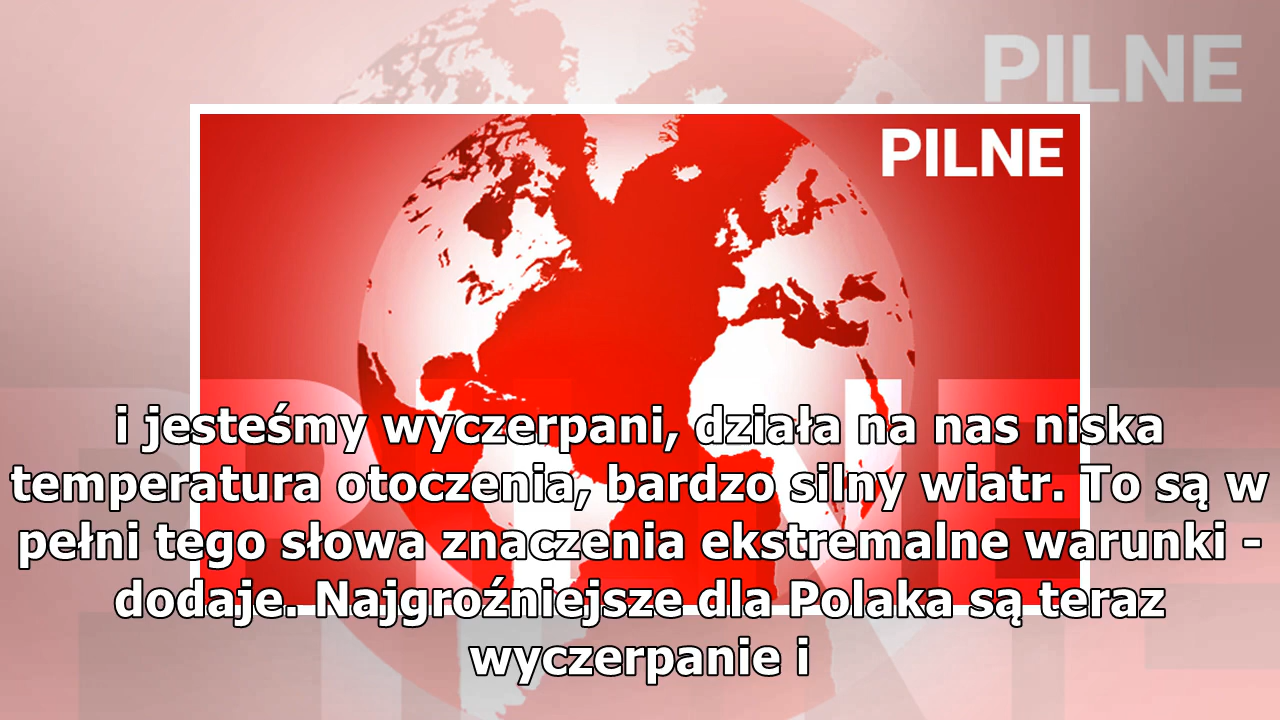 PILNE
PILNE
PILNE
i jesteśmy wyczerpani, działa na nas niska
temperatura otoczenia, bardzo silny wiatr. To są w
pełni tego słowa znaczenia ekstremalne warunki -
dodaje. Najgroźniejsze dla Polaka są teraz
wyczerpanie i